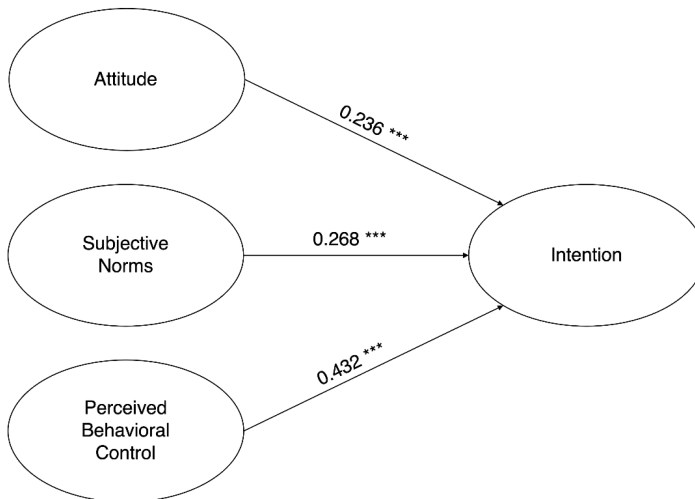 Attitude
0.236 ***
Subjective
Norms
0.268 ***
Intention
Perceived
Behavioral
Control
0.432 ***